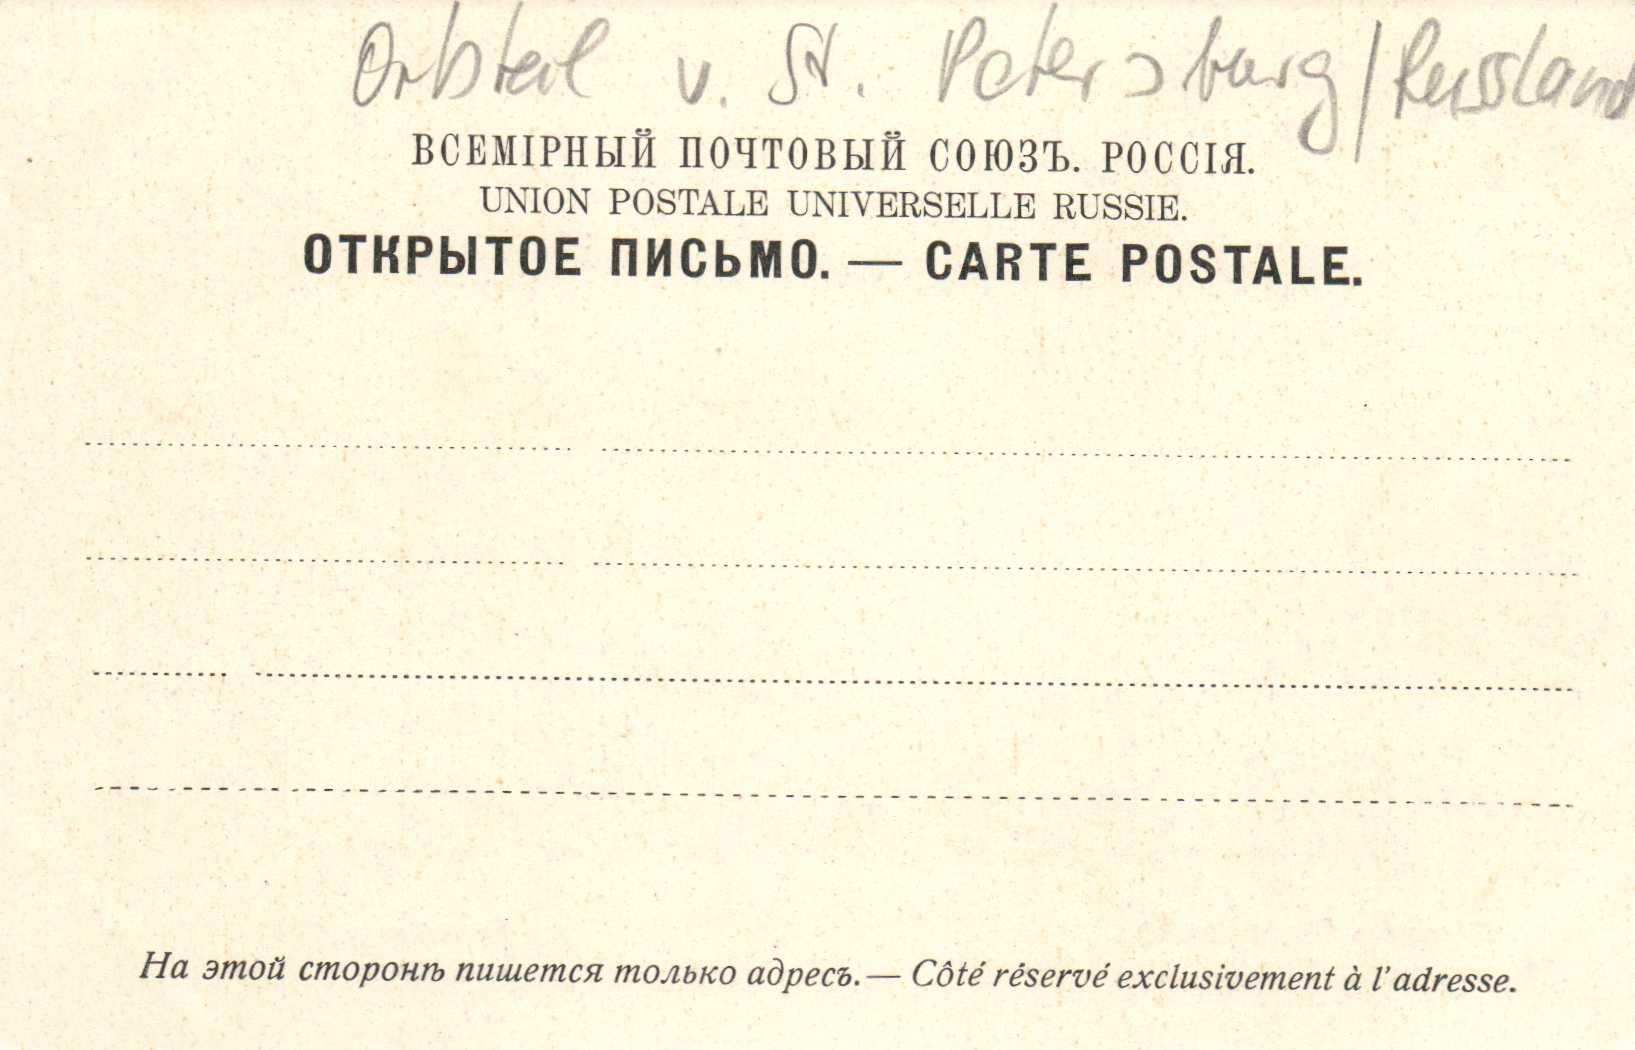 Ortsteil v. St. Petersburg/Russland
ВСЕМІРНЫЙ ПОЧТОВЫЙ СОЮЗЪ. РОССІЯ.
UNION POSTALE UNIVERSELLE RUSSIE.
ОТКРЫТОЕ ПИСЬМО. — CARTE POSTALE.
На этой сторонѣ пишется только адресъ. — Côté réservé exclusivement à l'adresse.